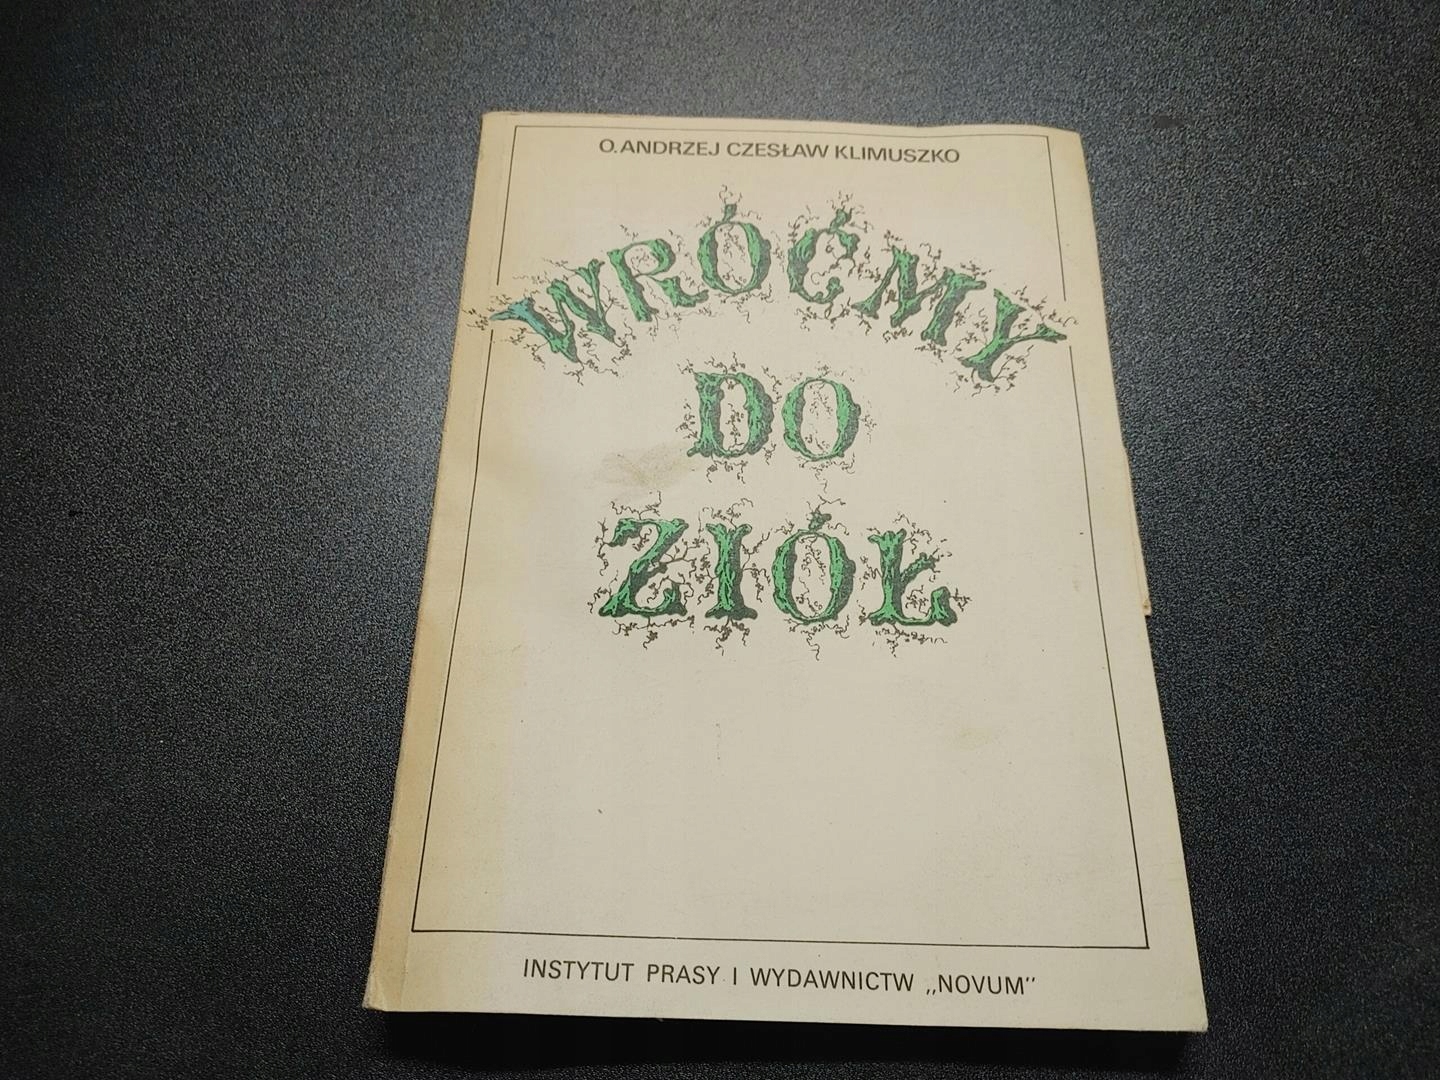 O. ANDRZEJ CZESŁAW KLIMUSZKO
WRÓĆMY
DO
ZIÓŁ
INSTYTUT PRASY I WYDAWNICTW „NOVUM”